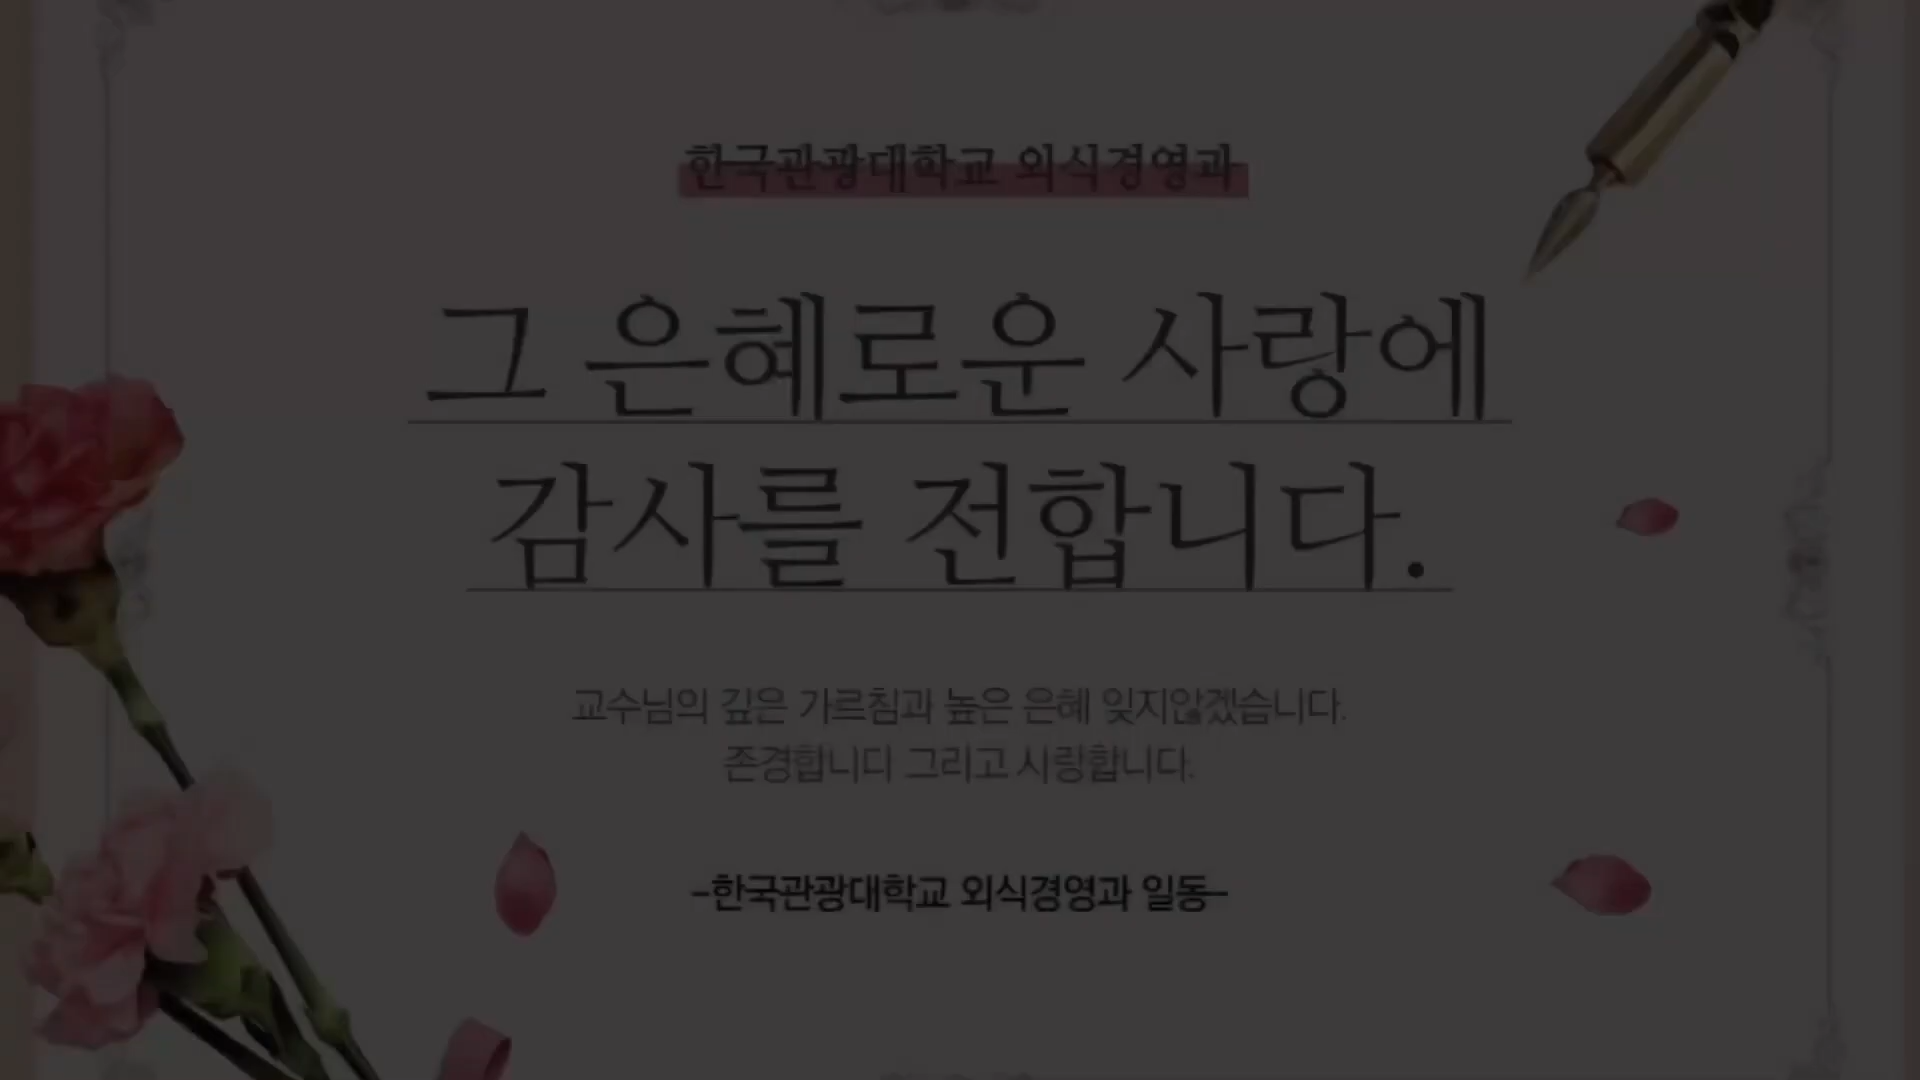 한국관광대학교 외식경영과
그 은혜로운 사랑에
감사를 전합니다.
교수님의 깊은 가르침과 높은 은혜 잊지않겠습니다.
존경합니다 그리고 사랑합니다.
-한국관광대학교 외식경영과 일동-